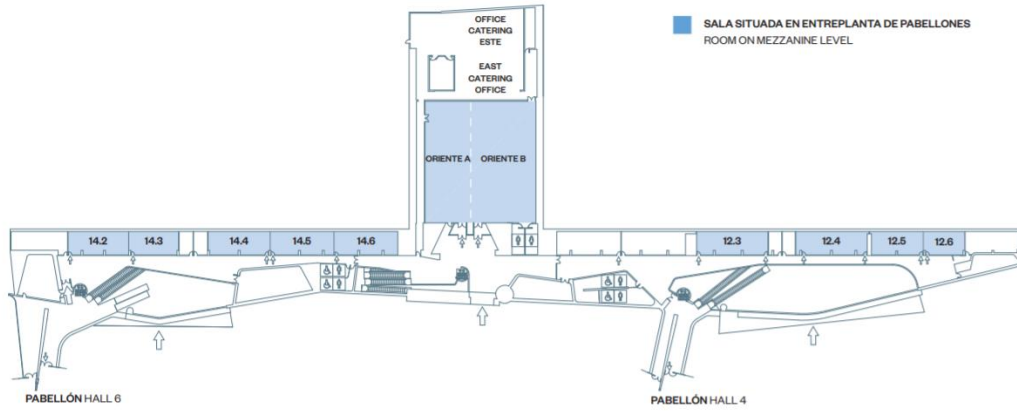 OFFICE
CATERING
ESTE
EAST
CATERING
OFFICE
SALA SITUADA EN ENTREPLANTA DE PABELLONES
ROOM ON MEZZANINE LEVEL
ORIENTE A
ORIENTE B
14.2
14.3
14.4
14.5
14.6
12.3
12.4
12.5
12.6
PABELLÓN HALL 6
PABELLÓN HALL 4